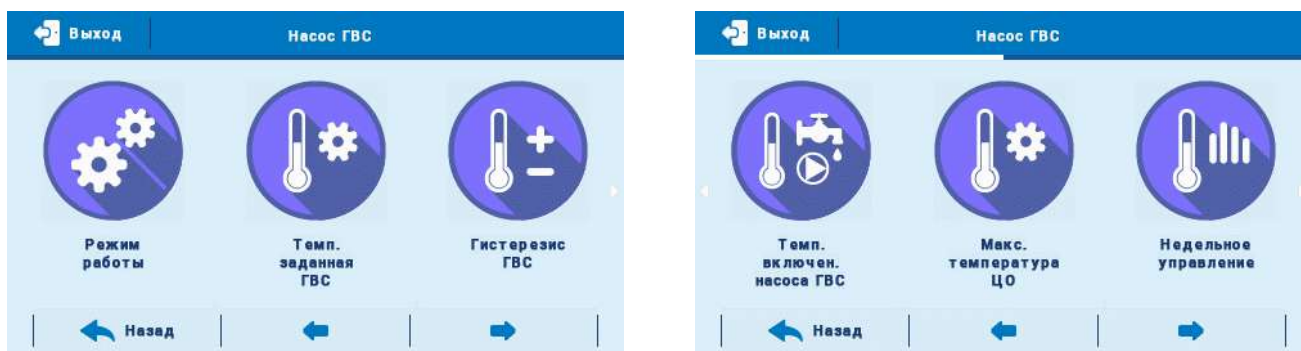 Выход
Насос ГВС
Режим
работы
Темп.
заданная
ГВС
Гистерезис
ГВС
Назад
Выход
Насос ГВС
Темп.
включен.
насоса ГВС
Макс.
температура
ЦО
Недельное
управление
Назад